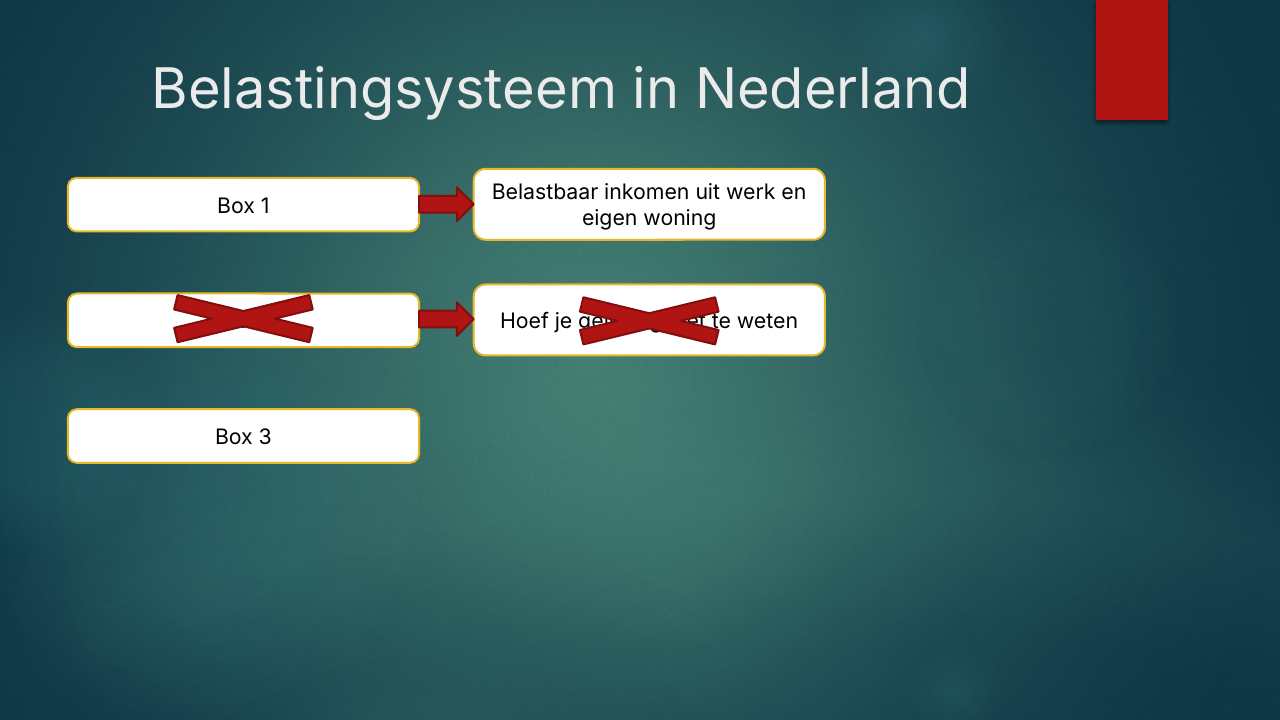 Belastingsysteem in Nederland
Box 1
Belastbaar inkomen uit werk en
eigen woning
Hoef je te weten
Box 3